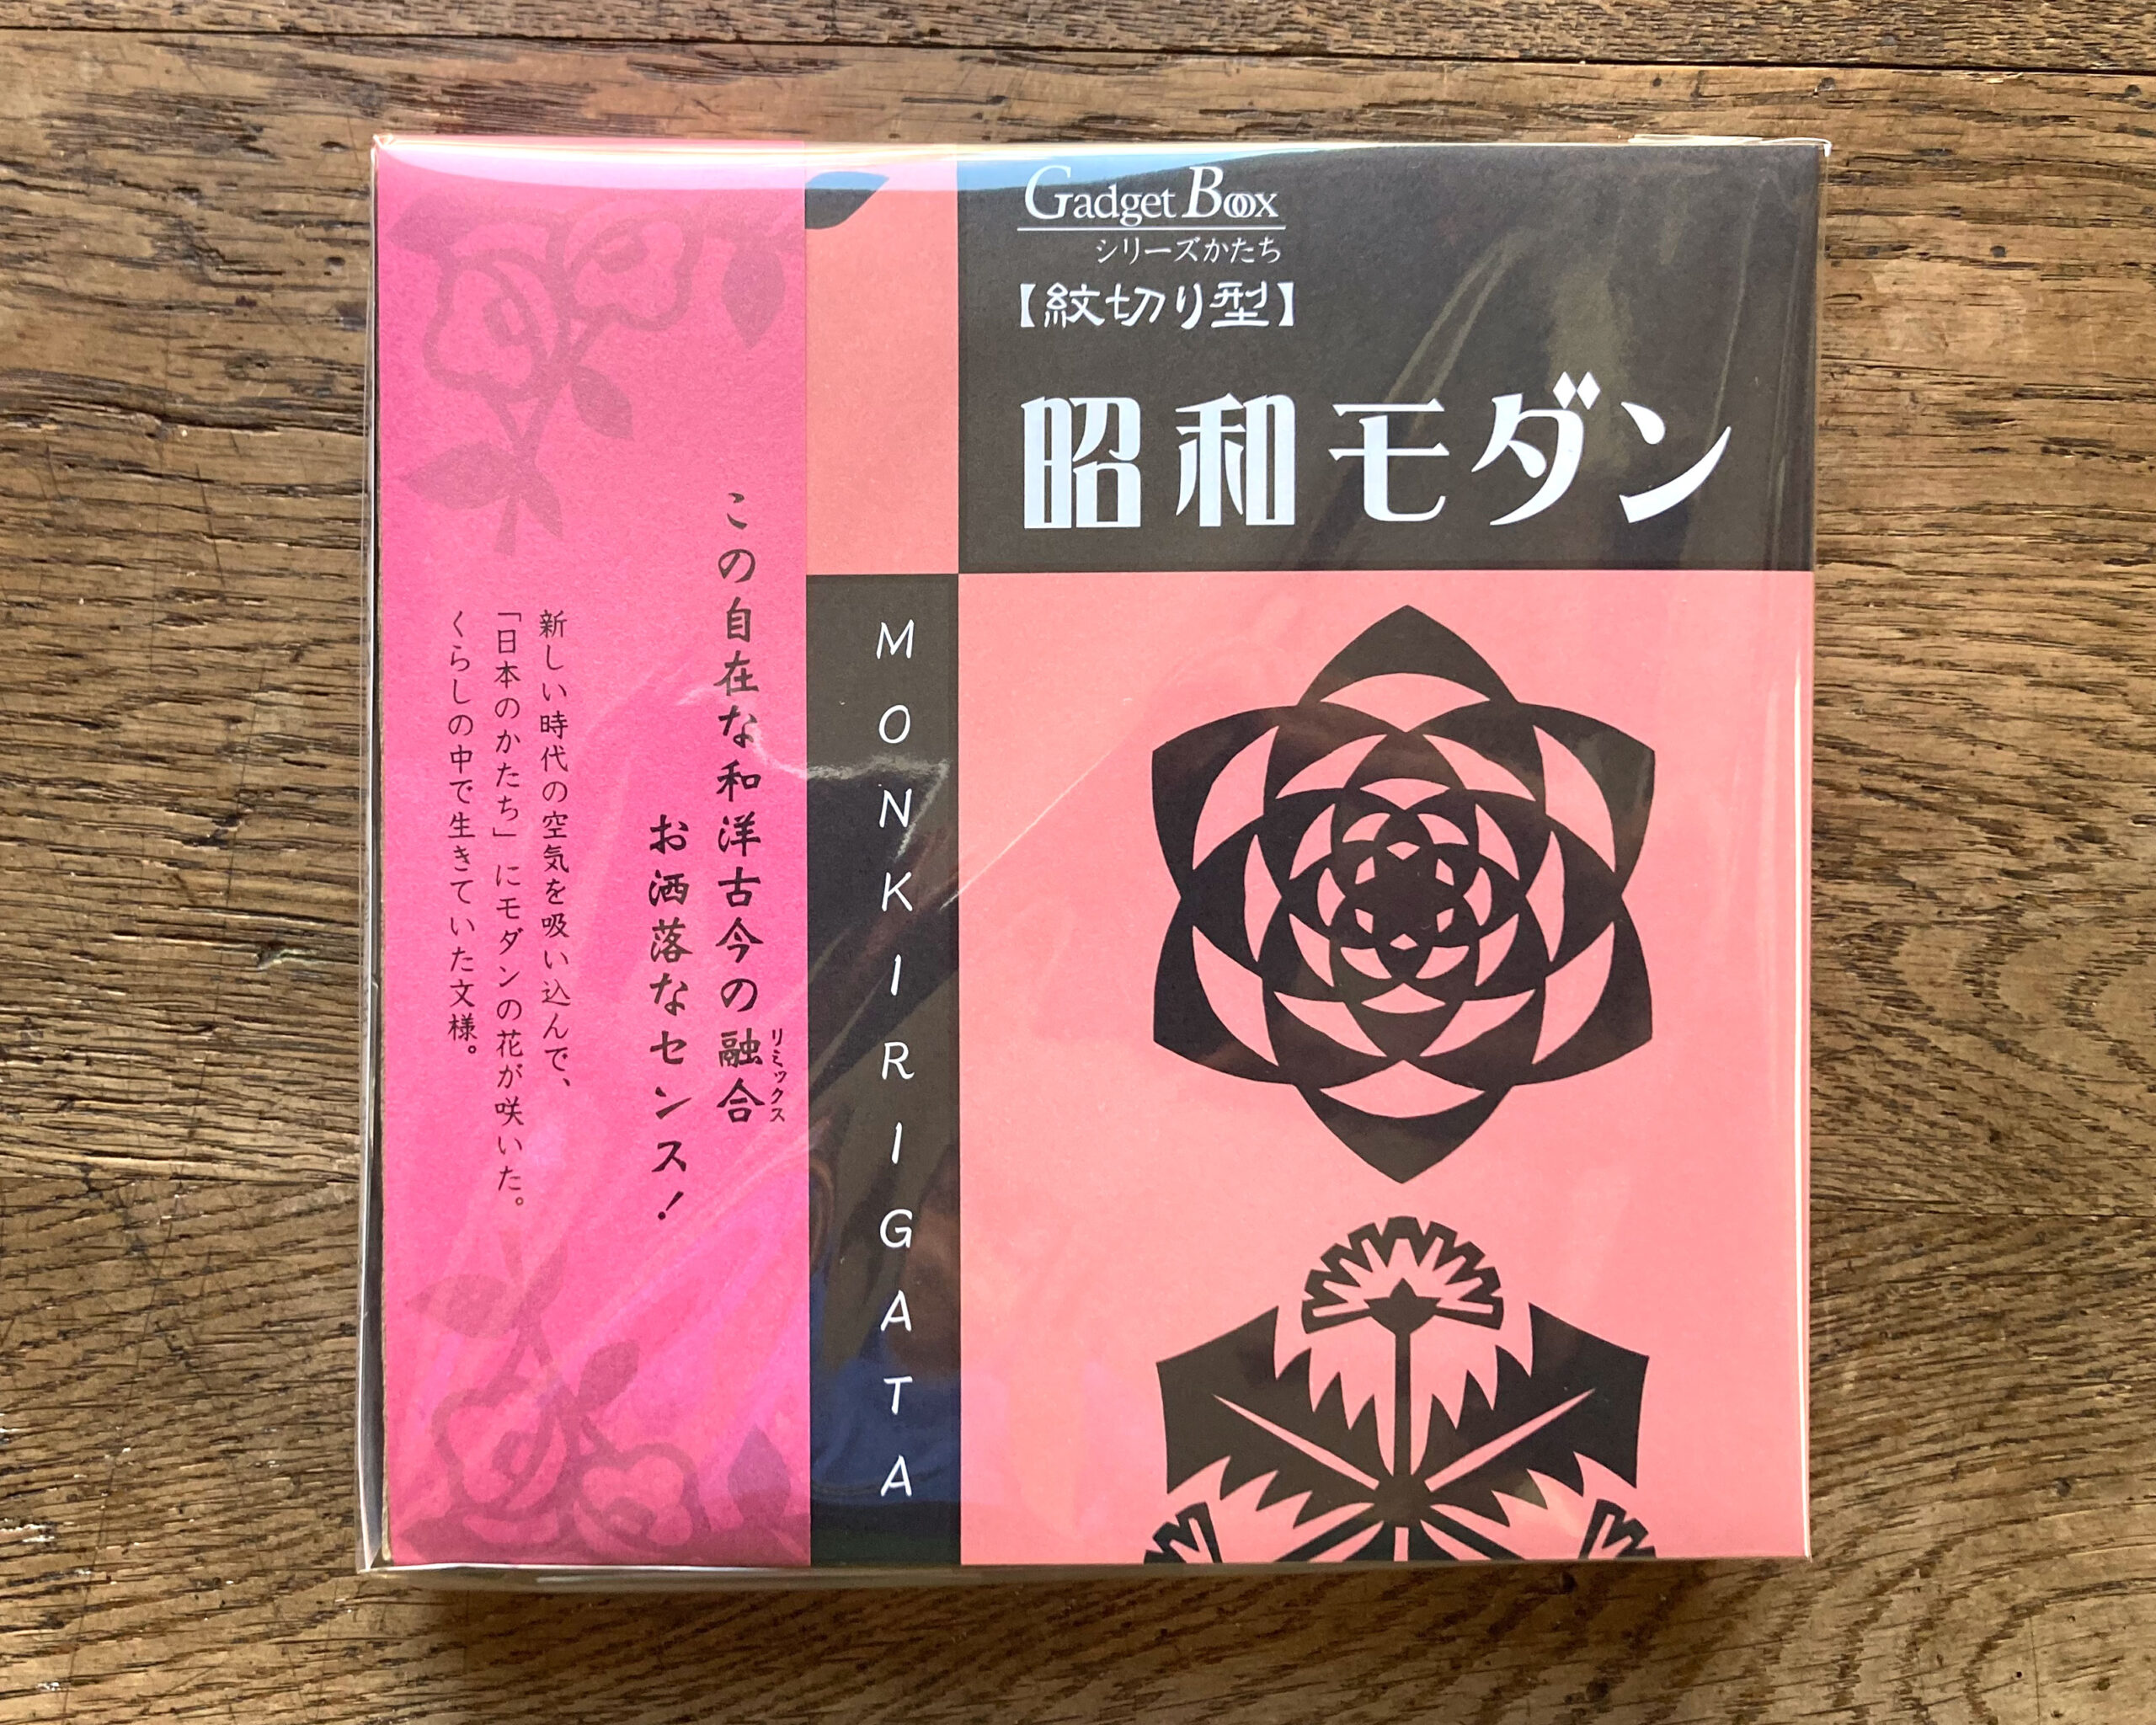 Gadget Box
シリーズかたち
【紋切り型】
昭和モダン
MONKIRIGATA
この自在な和洋古今の融合
リミックス
お洒落なセンス！
新しい時代の空気を吸い込んで、
「日本のかたち」にモダンの花が咲いた。
くらしの中で生きていた文様。